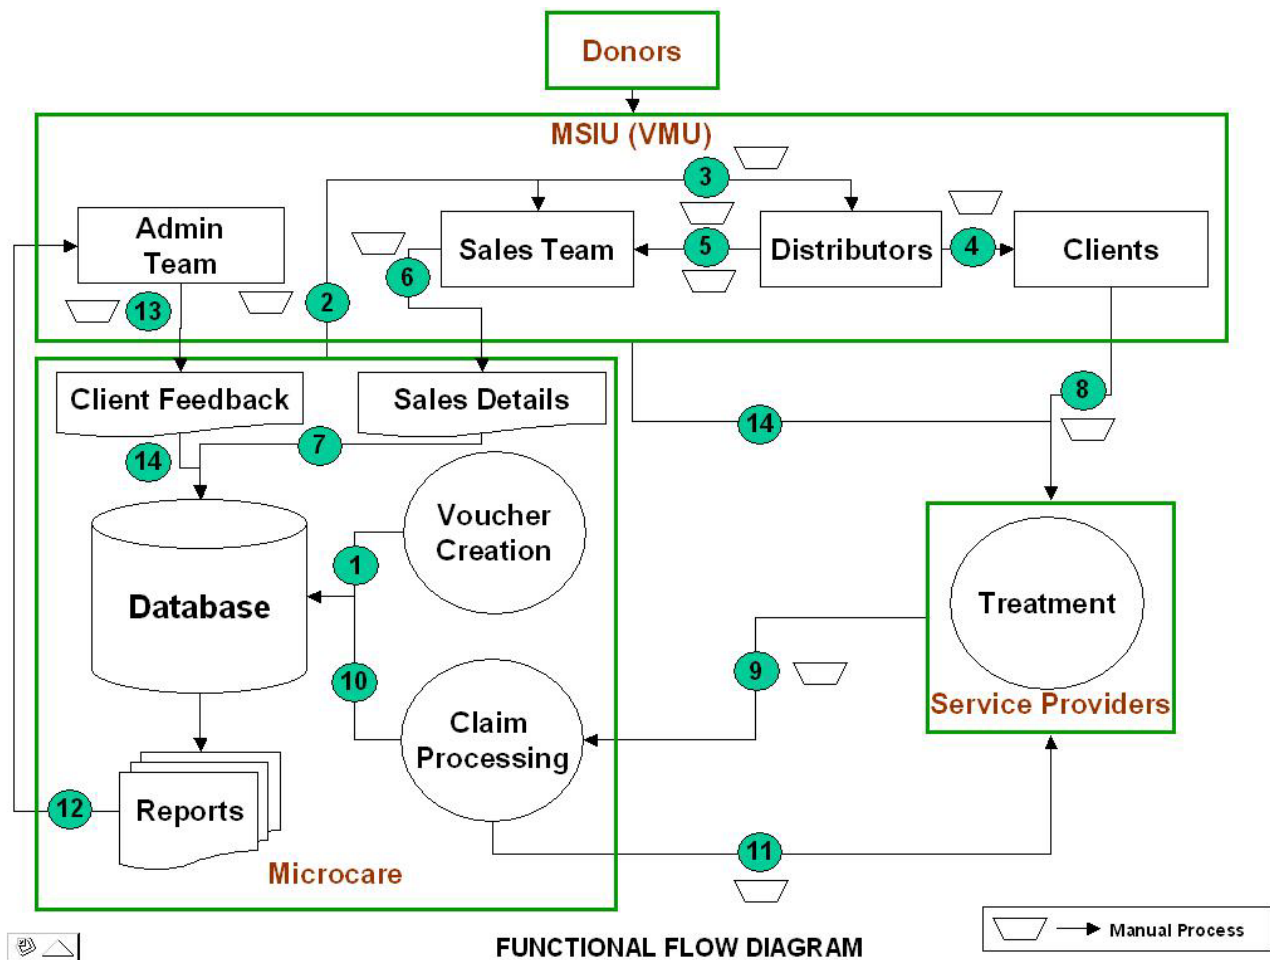 Donors
MSIU (VMU)
3
Admin
Team
Sales Team
5
Distributors
4
Clients
6
13
2
Client Feedback
Sales Details
8
14
7
14
Voucher
Creation
1
Database
Treatment
10
9
Service Providers
Claim
Processing
12
Reports
11
Microcare
FUNCTIONAL FLOW DIAGRAM
Manual Process